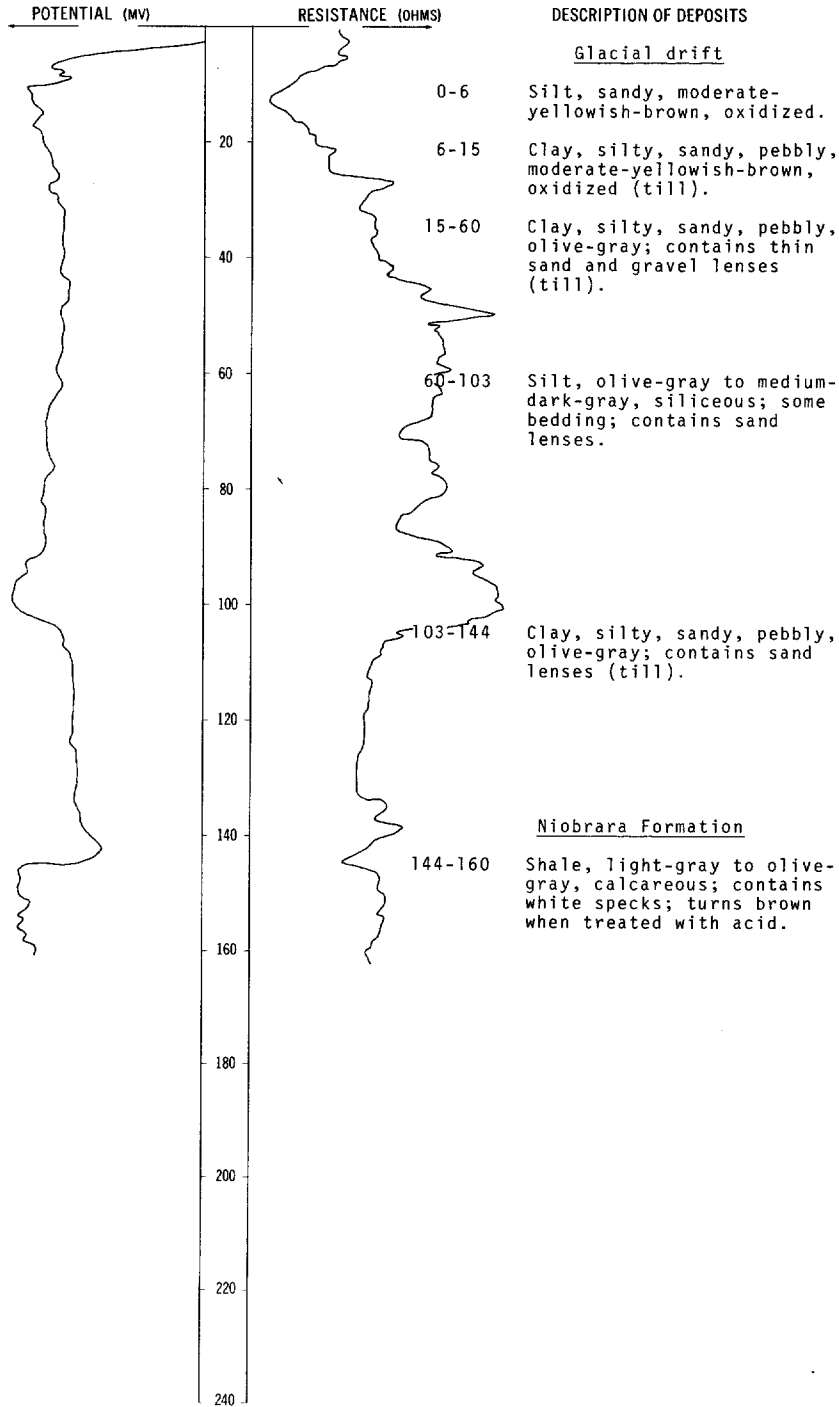 POTENTIAL (MV) RESISTANCE (OHMS) DESCRIPTION OF DEPOSITS
Glacial drift
0-6 Silt, sandy, moderate-
yellowish-brown, oxidized.
20
6-15 Clay, silty, sandy, pebbly,
moderate-yellowish-brown,
oxidized (till).
15-60 Clay, silty, sandy, pebbly,
olive-gray; contains thin
40
sand and gravel lenses
(till).
60
60-103 Silt, olive-gray to medium-
dark-gray, siliceous; some
bedding; contains sand
lenses.
80
100
103-144 Clay, silty, sandy, pebbly,
olive-gray; contains sand
lenses (till).
120
140
Niobrara Formation
144-160 Shale, light-gray to olive-
gray, calcareous; contains
white specks; turns brown
when treated with acid.
160
180
200
220
240